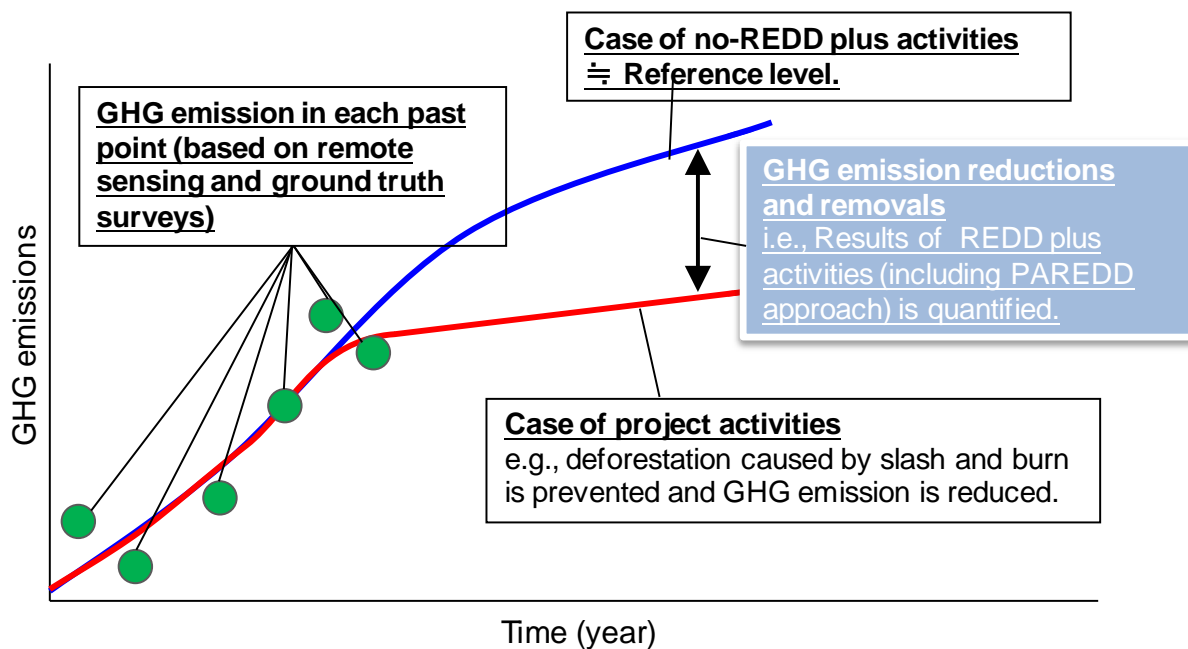 Case of no-REDD plus activities
≒ Reference level.
GHG emission in each past
point (based on remote
sensing and ground truth
surveys)
GHG emission reductions
and removals
i.e., Results of REDD plus
activities (including PAREDD
approach) is quantified.
GHG emissions
Case of project activities
e.g., deforestation caused by slash and burn
is prevented and GHG emission is reduced.
Time (year)